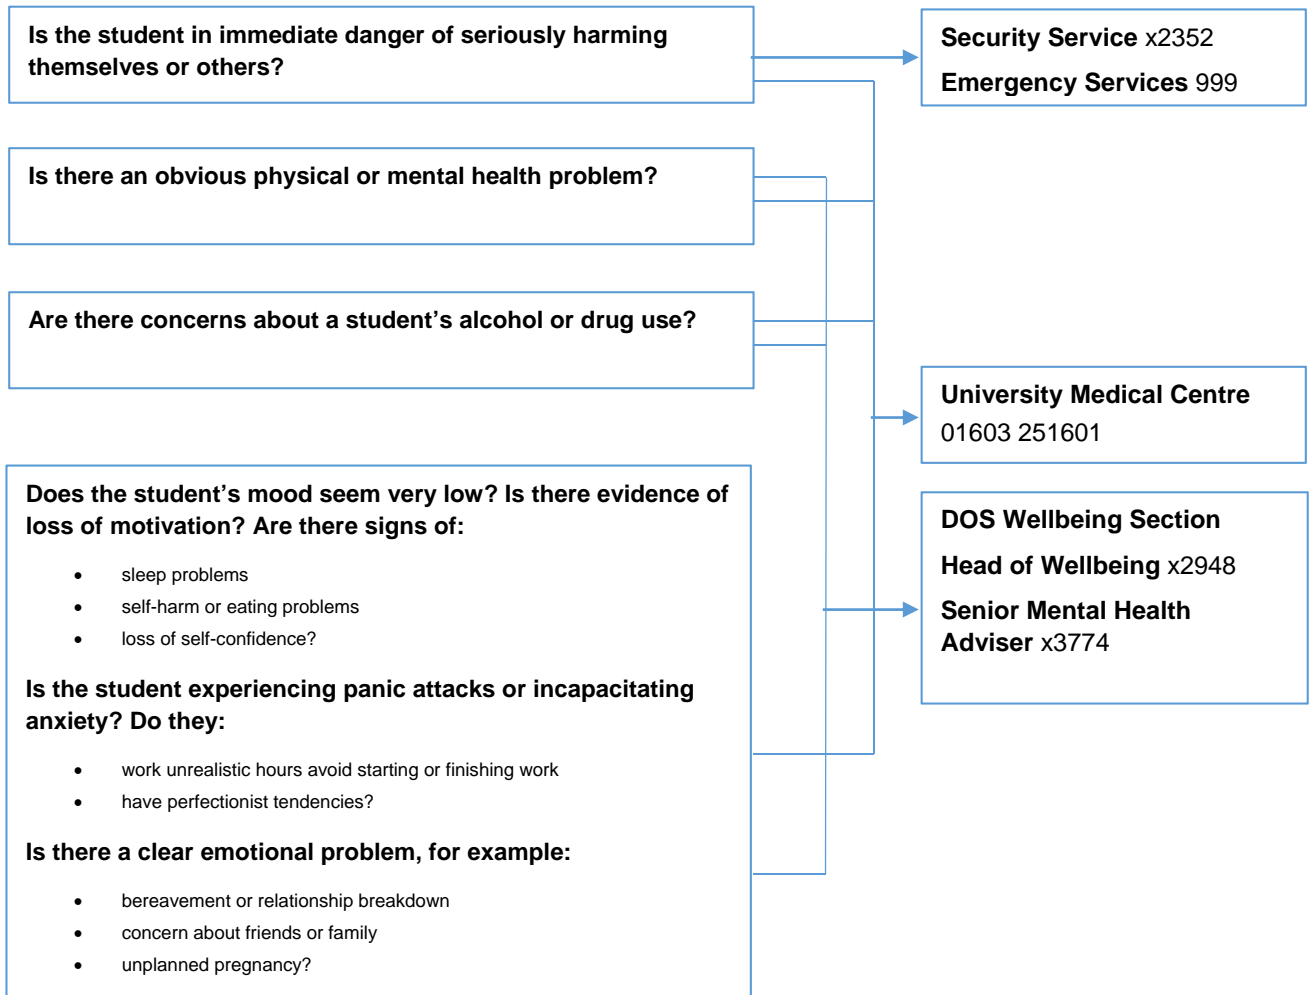 Is the student in immediate danger of seriously harming
themselves or others?
Security Service x2352
Emergency Services 999
Is there an obvious physical or mental health problem?
Are there concerns about a student’s alcohol or drug use?
University Medical Centre
01603 251601
Does the student’s mood seem very low? Is there evidence of
loss of motivation? Are there signs of:
• sleep problems
• self-harm or eating problems
• loss of self-confidence?
Is the student experiencing panic attacks or incapacitating
anxiety? Do they:
• work unrealistic hours avoid starting or finishing work
• have perfectionist tendencies?
Is there a clear emotional problem, for example:
• bereavement or relationship breakdown
• concern about friends or family
• unplanned pregnancy?
DOS Wellbeing Section
Head of Wellbeing x2948
Senior Mental Health
Adviser x3774